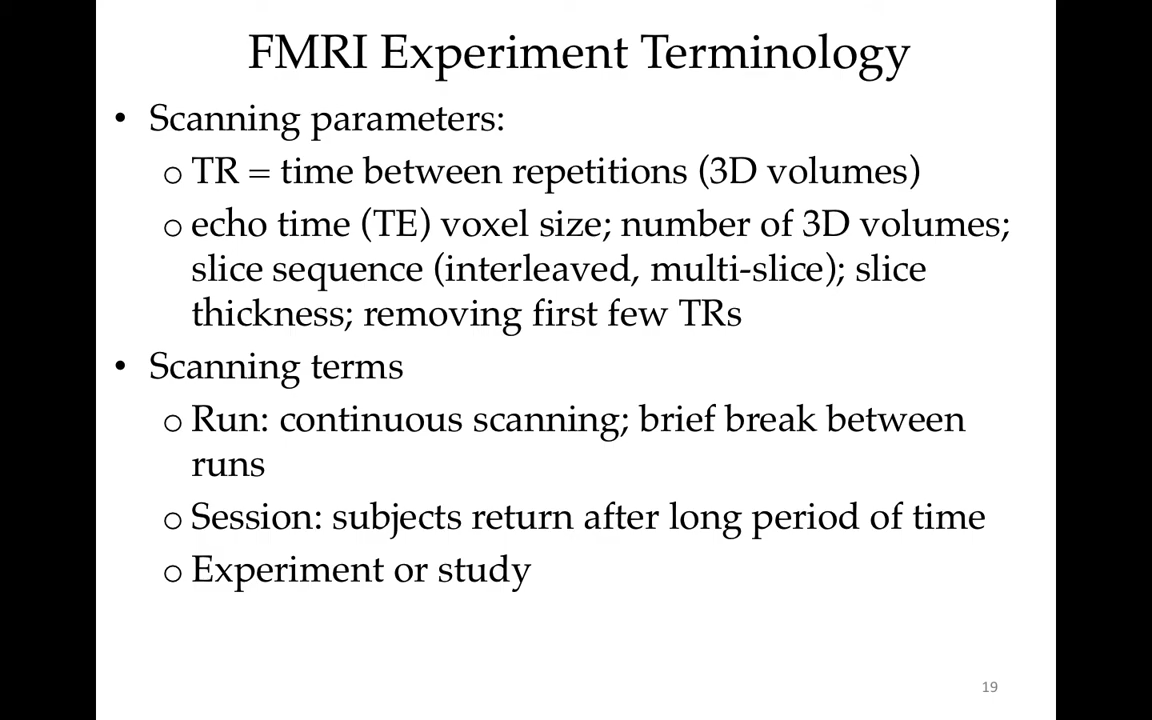 FMRI Experiment Terminology
• Scanning parameters:
o TR = time between repetitions (3D volumes)
o echo time (TE) voxel size; number of 3D volumes;
slice sequence (interleaved, multi-slice); slice
thickness; removing first few TRs
• Scanning terms
o Run: continuous scanning; brief break between
runs
o Session: subjects return after long period of time
o Experiment or study
19